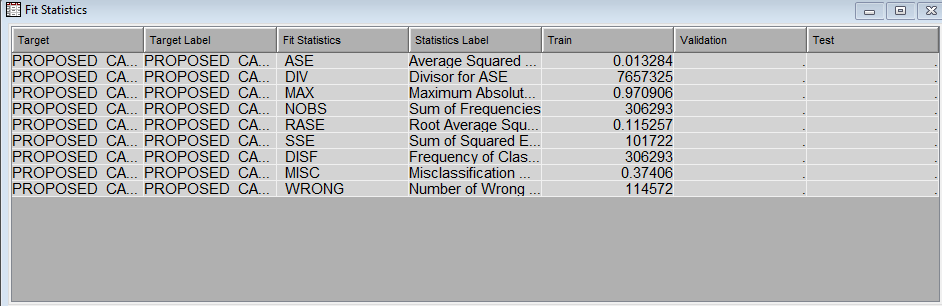 Fit Statistics
Target Target Label Fit Statistics Statistics Label Train Validation Test
PROPOSED CA... PROPOSED CA... ASE Average Squared ... 0.013284 . .
PROPOSED CA... PROPOSED CA... DIV Divisor for ASE 7657325 . .
PROPOSED CA... PROPOSED CA... MAX Maximum Absolut... 0.970906 . .
PROPOSED CA... PROPOSED CA... NOBS Sum of Frequencies 306293 . .
PROPOSED CA... PROPOSED CA... RASE Root Average Squ... 0.115257 . .
PROPOSED CA... PROPOSED CA... SSE Sum of Squared E... 101722 . .
PROPOSED CA... PROPOSED CA... DISF Frequency of Clas... 306293 . .
PROPOSED CA... PROPOSED CA... MISC Misclassification ... 0.37406 . .
PROPOSED CA... PROPOSED CA... WRONG Number of Wrong ... 114572 . .